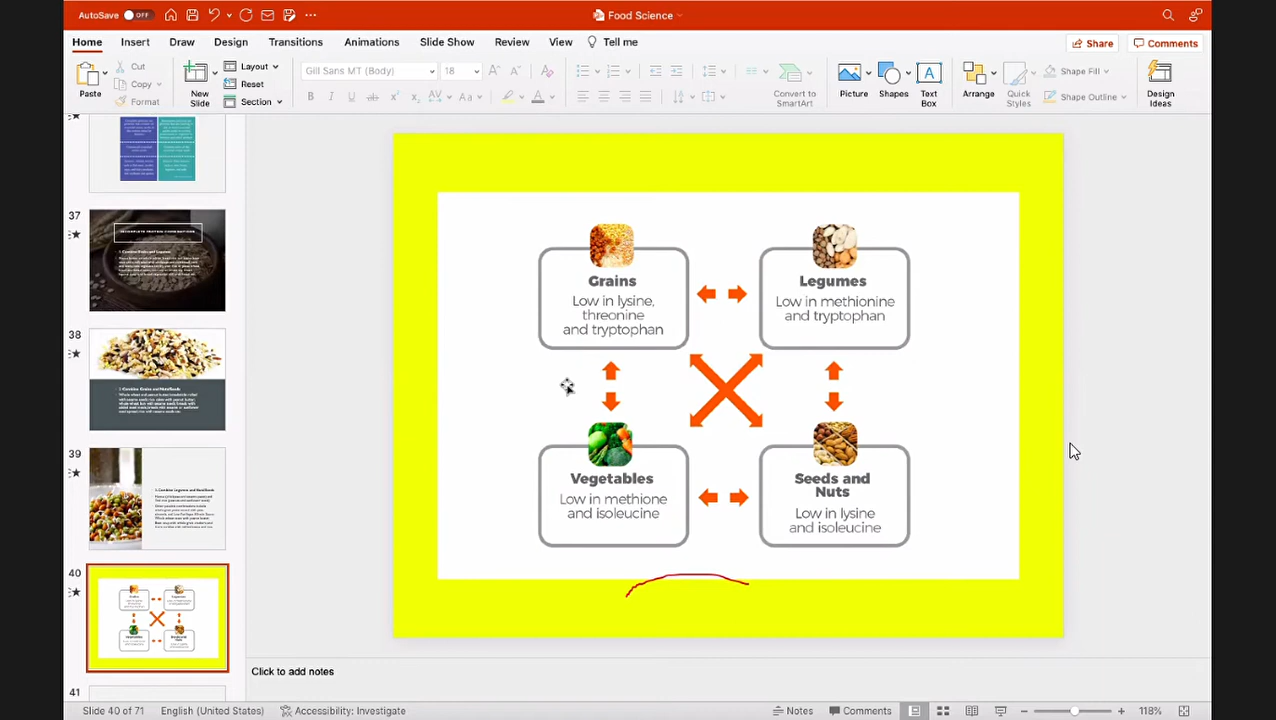 AutoSave OFF
Food Science
Home Insert Draw Design Transitions Animations Slide Show Review View Tell me
Share Comments
Paste
Cut
Copy
Format
New Slide
Layout
Reset
Section
Gill Sans MT (Body) 18
Convert to SmartArt
Picture
Shapes
Text Box
Arrange
Quick Styles
Shape Fill
Shape Outline
Design Ideas
37
INCOMPLETE PROTEIN COMBINATIONS
38
39
40
41
Grains
Low in lysine,
threonine
and tryptophan
Legumes
Low in methionine
and tryptophan
Vegetables
Low in methione
and isoleucine
Seeds and
Nuts
Low in lysine
and isoleucine
Click to add notes
Slide 40 of 71 English (United States) Accessibility: Investigate
Notes Comments 118%